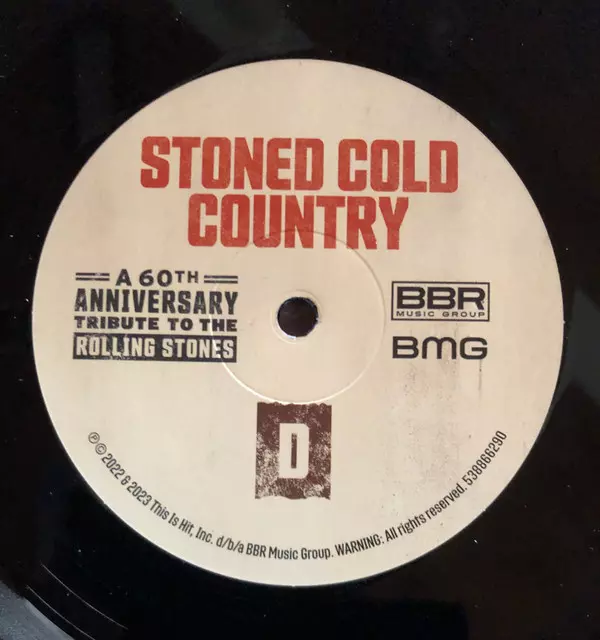 STONED COLD
COUNTRY
A 60TH
ANNIVERSARY
TRIBUTE TO THE
ROLLING STONES
BBR
MUSIC GROUP
BMG
D
℗ © 2022 & 2023 This Is Hit, Inc. d/b/a BBR Music Group. WARNING: All rights reserved. 538866290